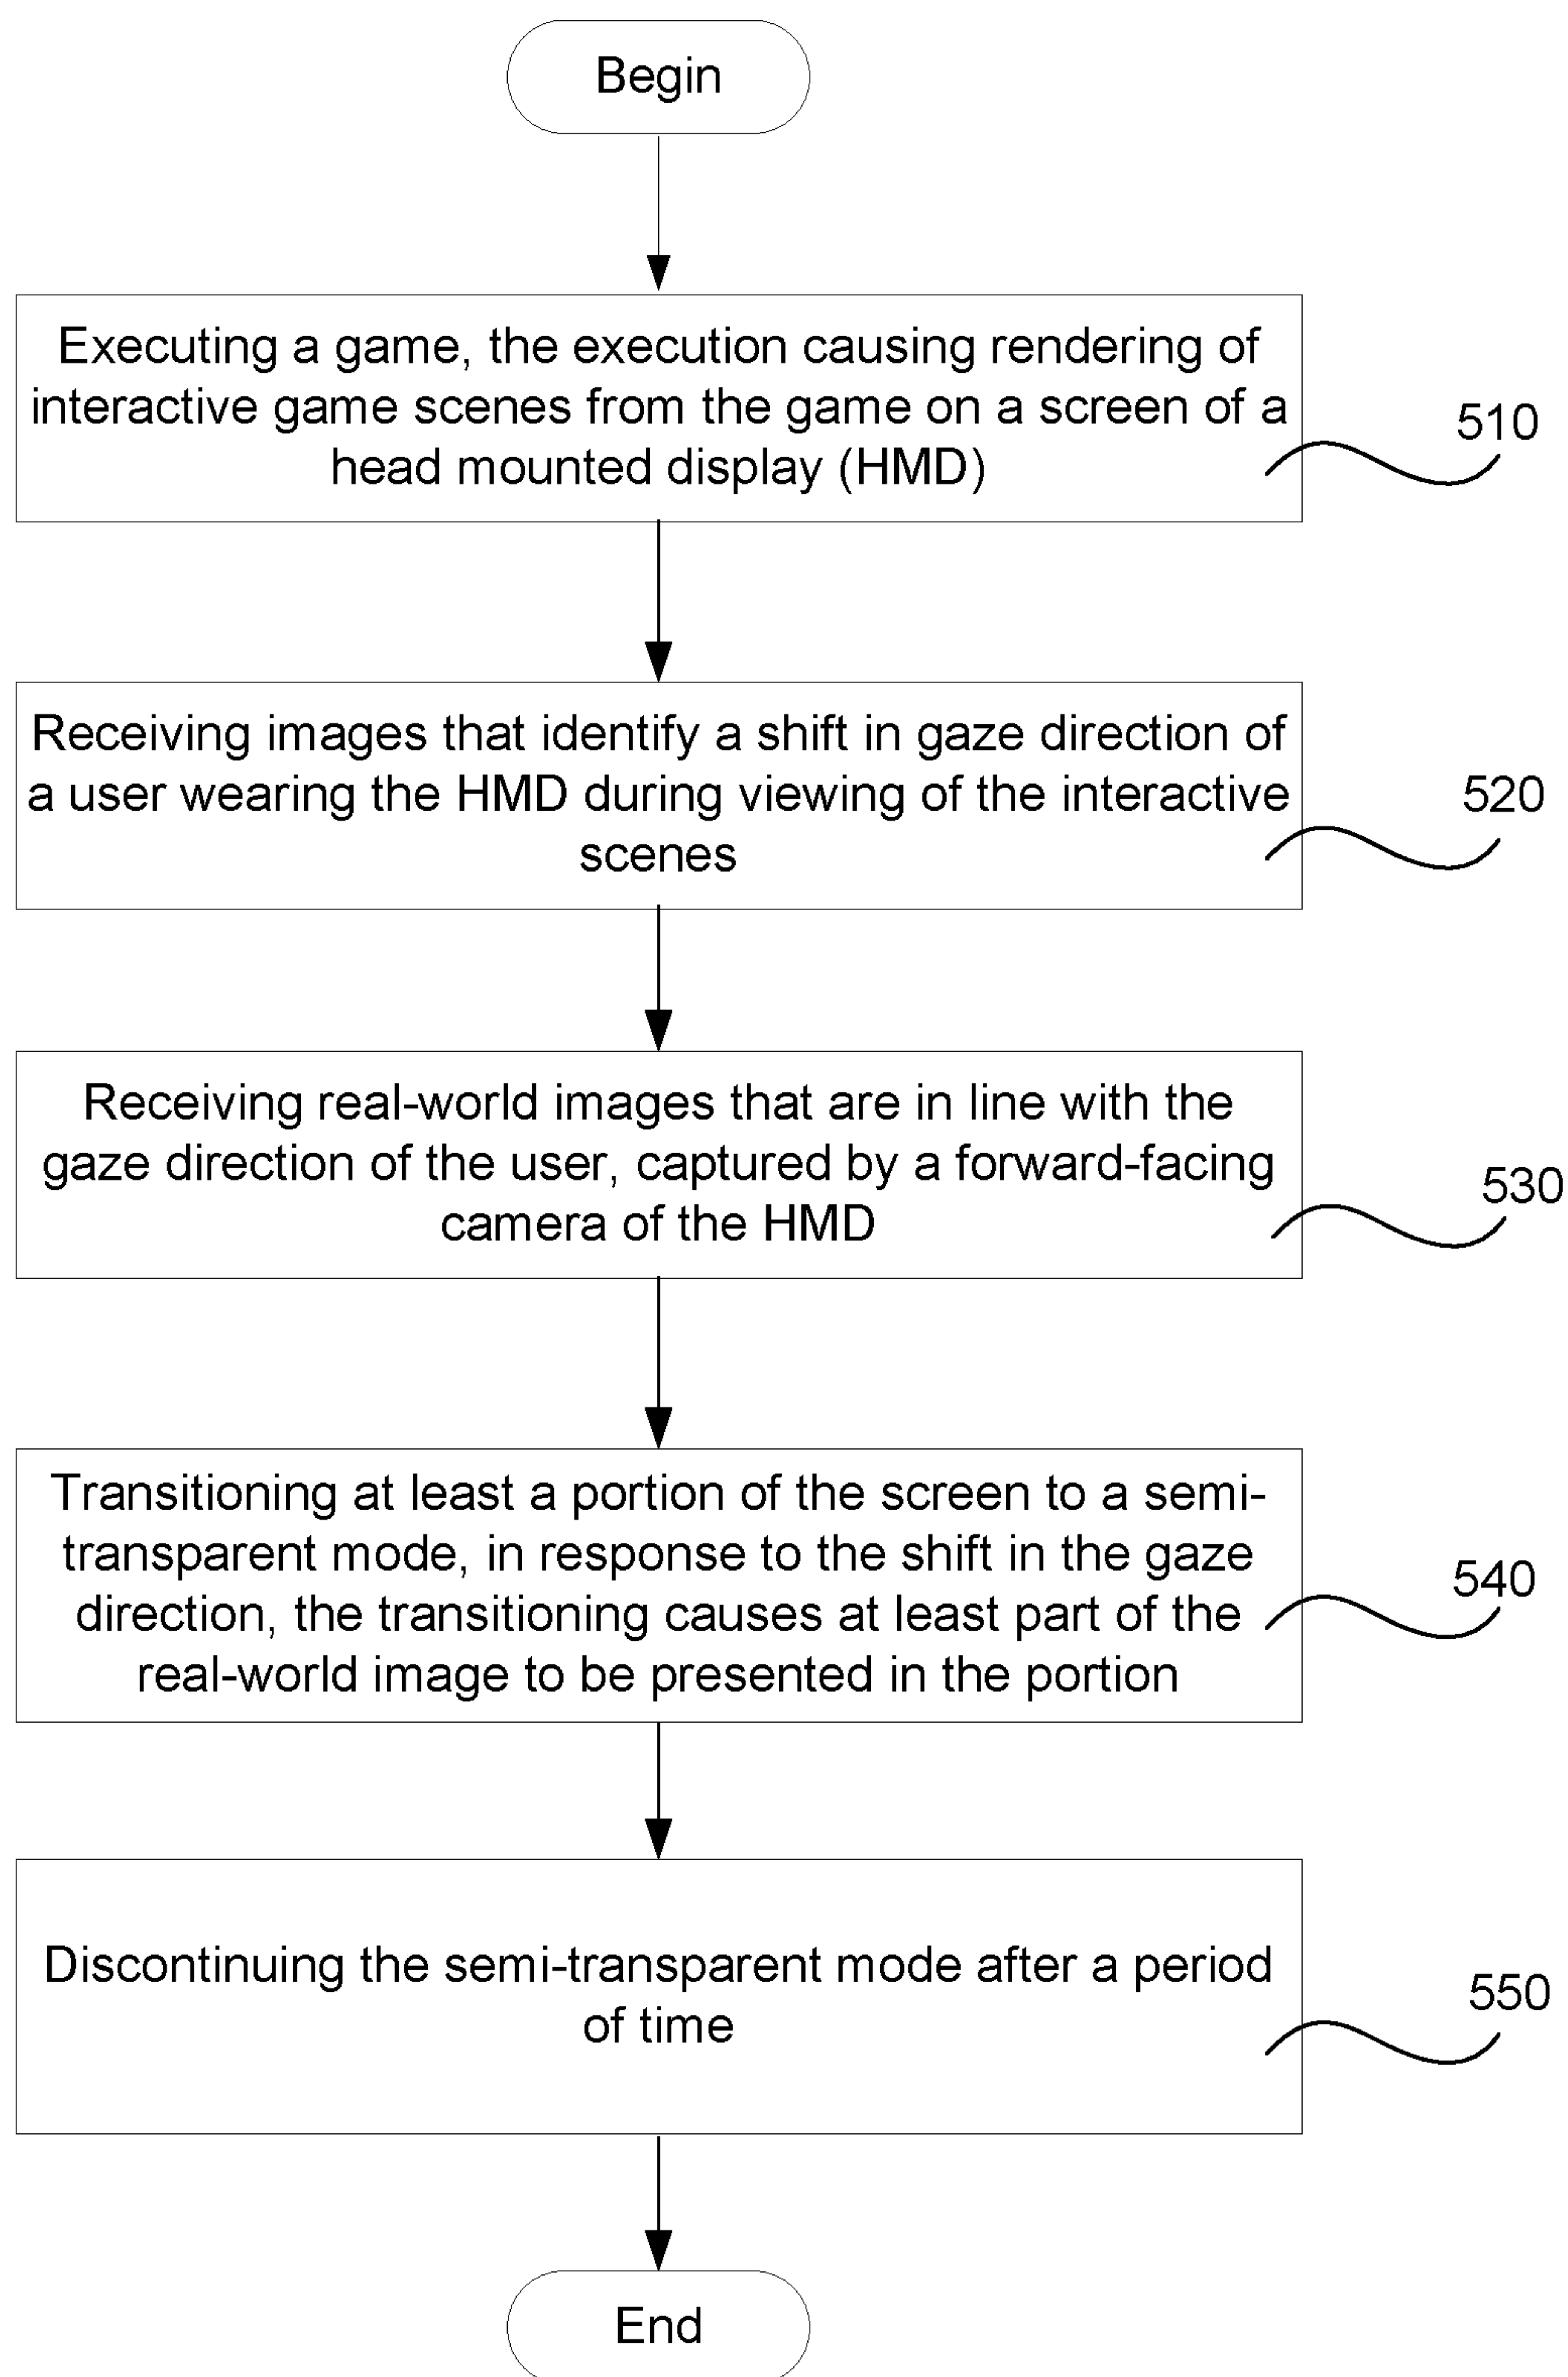 Begin
Executing a game, the execution causing rendering of
interactive game scenes from the game on a screen of a
head mounted display (HMD)
510
Receiving images that identify a shift in gaze direction of
a user wearing the HMD during viewing of the interactive
scenes
520
Receiving real-world images that are in line with the
gaze direction of the user, captured by a forward-facing
camera of the HMD
530
Transitioning at least a portion of the screen to a semi-
transparent mode, in response to the shift in the gaze
direction, the transitioning causes at least part of the
real-world image to be presented in the portion
540
Discontinuing the semi-transparent mode after a period
of time
550
End